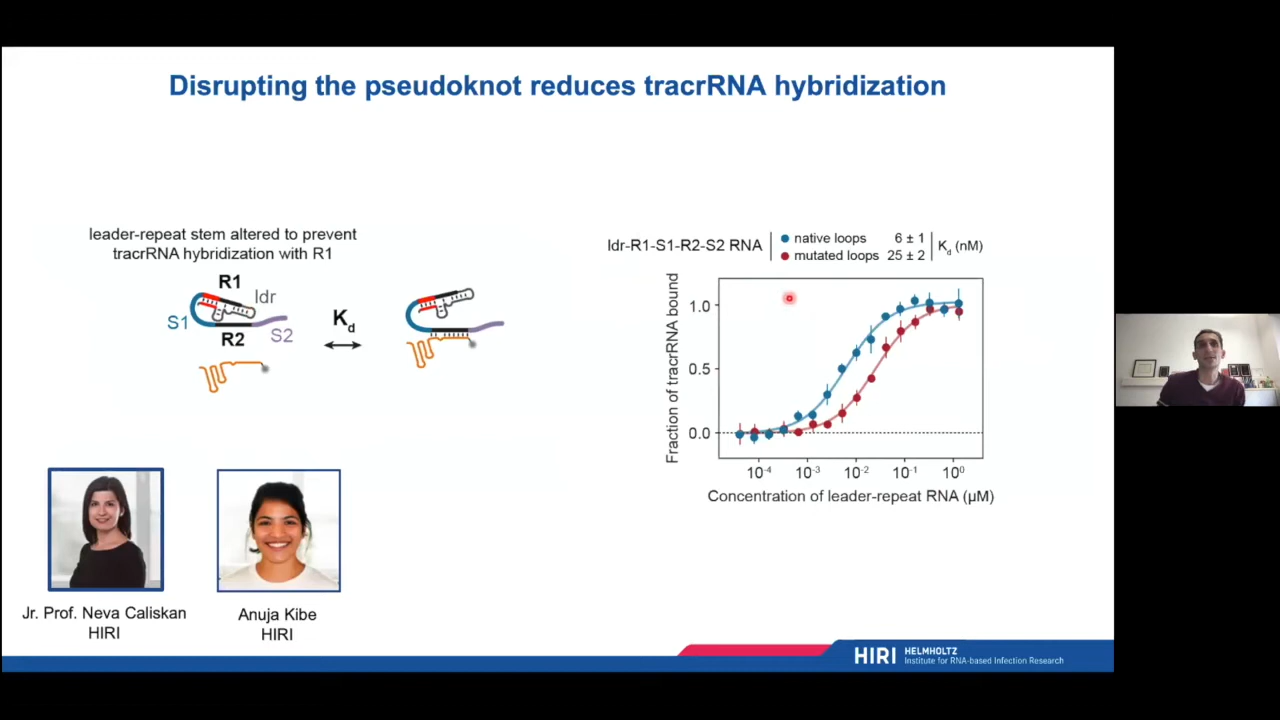 Disrupting the pseudoknot reduces tracrRNA hybridization
leader-repeat stem altered to prevent
tracrRNA hybridization with R1
R1
ldr
S1
R2
S2
Kd
ldr-R1-S1-R2-S2 RNA
native loops 6 ± 1
mutated loops 25 ± 2
Kd (nM)
Fraction of tracrRNA bound
1.0
0.5
0.0
10-4 10-3 10-2 10-1 100
Concentration of leader-repeat RNA (µM)
Jr. Prof. Neva Caliskan
HIRI
Anuja Kibe
HIRI
HIRI
HELMHOLTZ
Institute for RNA-based Infection Research